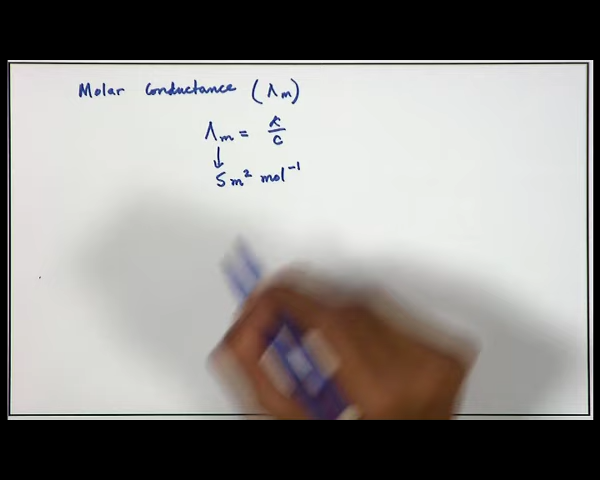 Molar Conductance (Λm)
Λm = κ/C
↓
S m² mol⁻¹